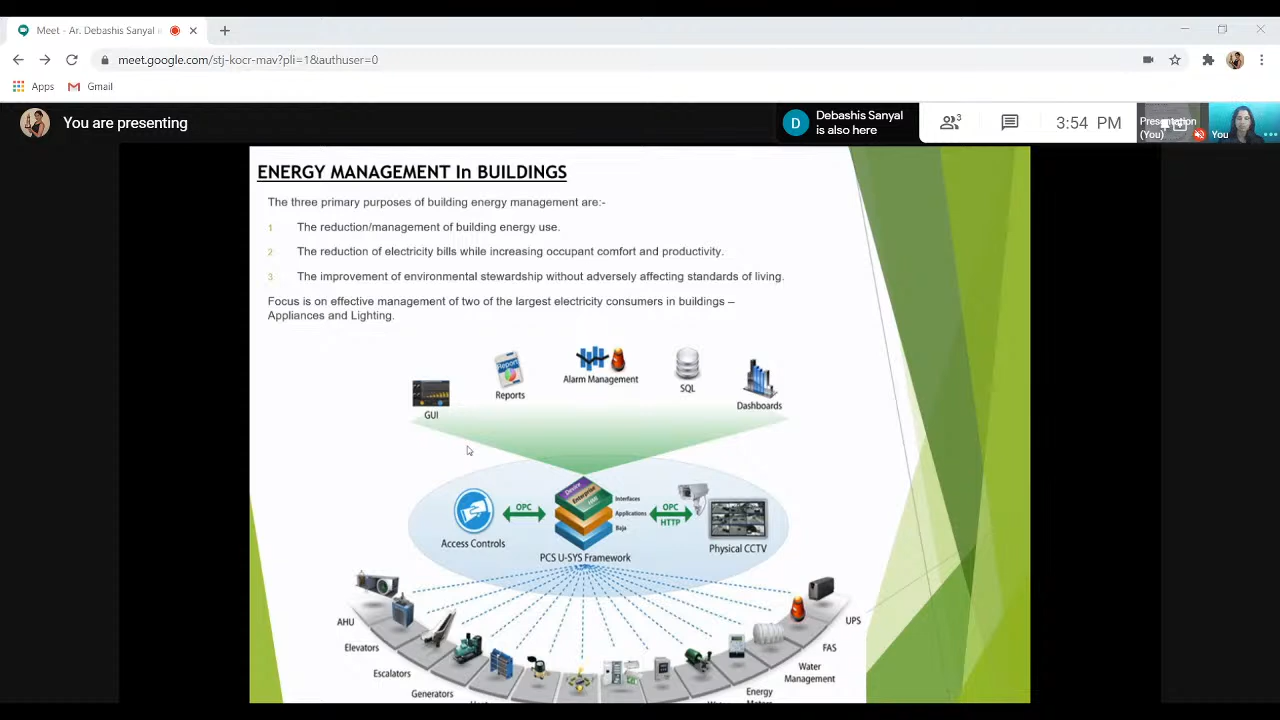 Meet - Ar. Debashis Sanyal i
meet.google.com/stj-kocr-mav?pli=1&authuser=0
Apps Gmail
You are presenting
D Debashis Sanyal
is also here
3
3:54 PM
Presentation
(You)
You
ENERGY MANAGEMENT In BUILDINGS
The three primary purposes of building energy management are:-
1 The reduction/management of building energy use.
2 The reduction of electricity bills while increasing occupant comfort and productivity.
3. The improvement of environmental stewardship without adversely affecting standards of living.
Focus is on effective management of two of the largest electricity consumers in buildings –
Appliances and Lighting.
GUI
Report
Reports
Alarm Management
SQL
Dashboards
Access Controls
OPC
Device
Enterprise
HMI
Interfaces
Applications
Baja
PCS U-SYS Framework
OPC
HTTP
Physical CCTV
AHU
Elevators
Escalators
Generators
Energy
Water
Management
FAS
UPS